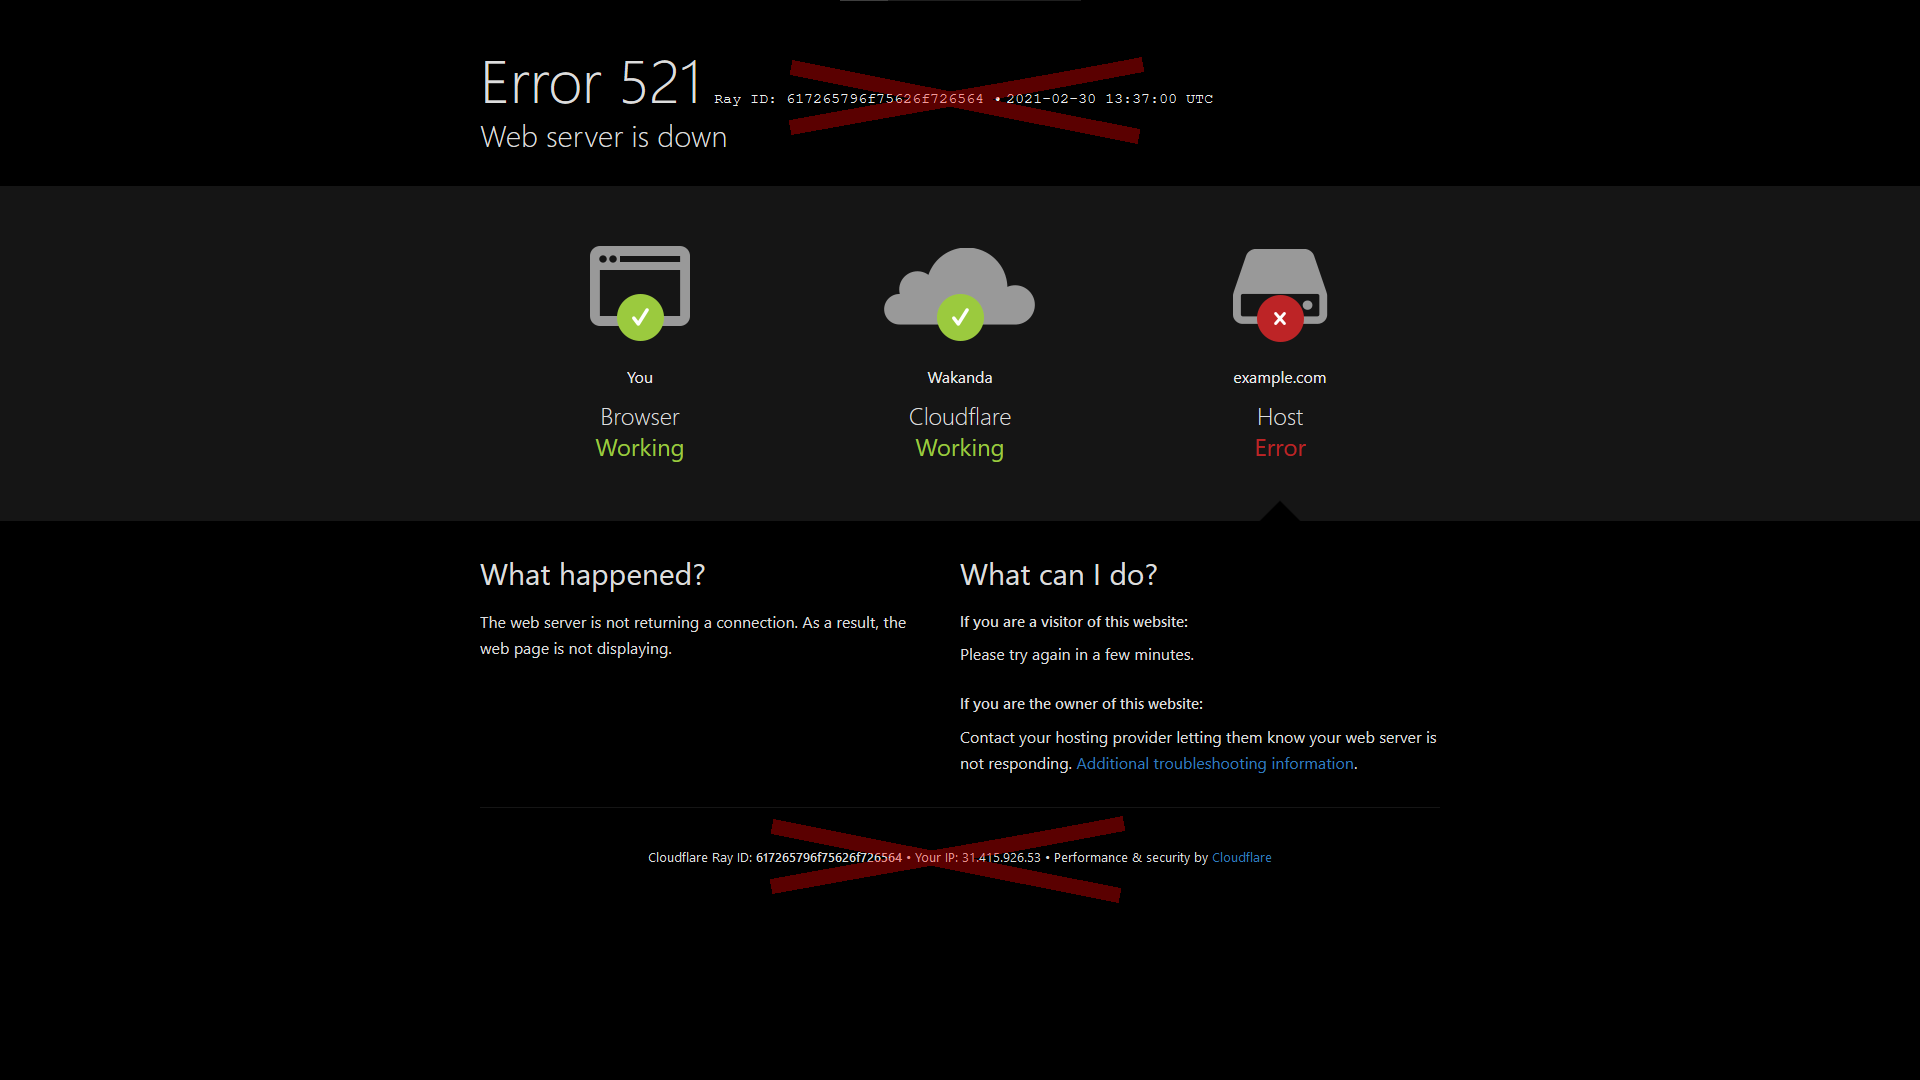 Error 521 Ray ID: 617265796f75626f726564 • 2021-02-30 13:37:00 UTC
Web server is down
You
Browser
Working
Wakanda
Cloudflare
Working
example.com
Host
Error
What happened?
The web server is not returning a connection. As a result, the
web page is not displaying.
What can I do?
If you are a visitor of this website:
Please try again in a few minutes.
If you are the owner of this website:
Contact your hosting provider letting them know your web server is
not responding. Additional troubleshooting information.
Cloudflare Ray ID: 617265796f75626f726564 • Your IP: 31.415.926.53 • Performance & security by Cloudflare